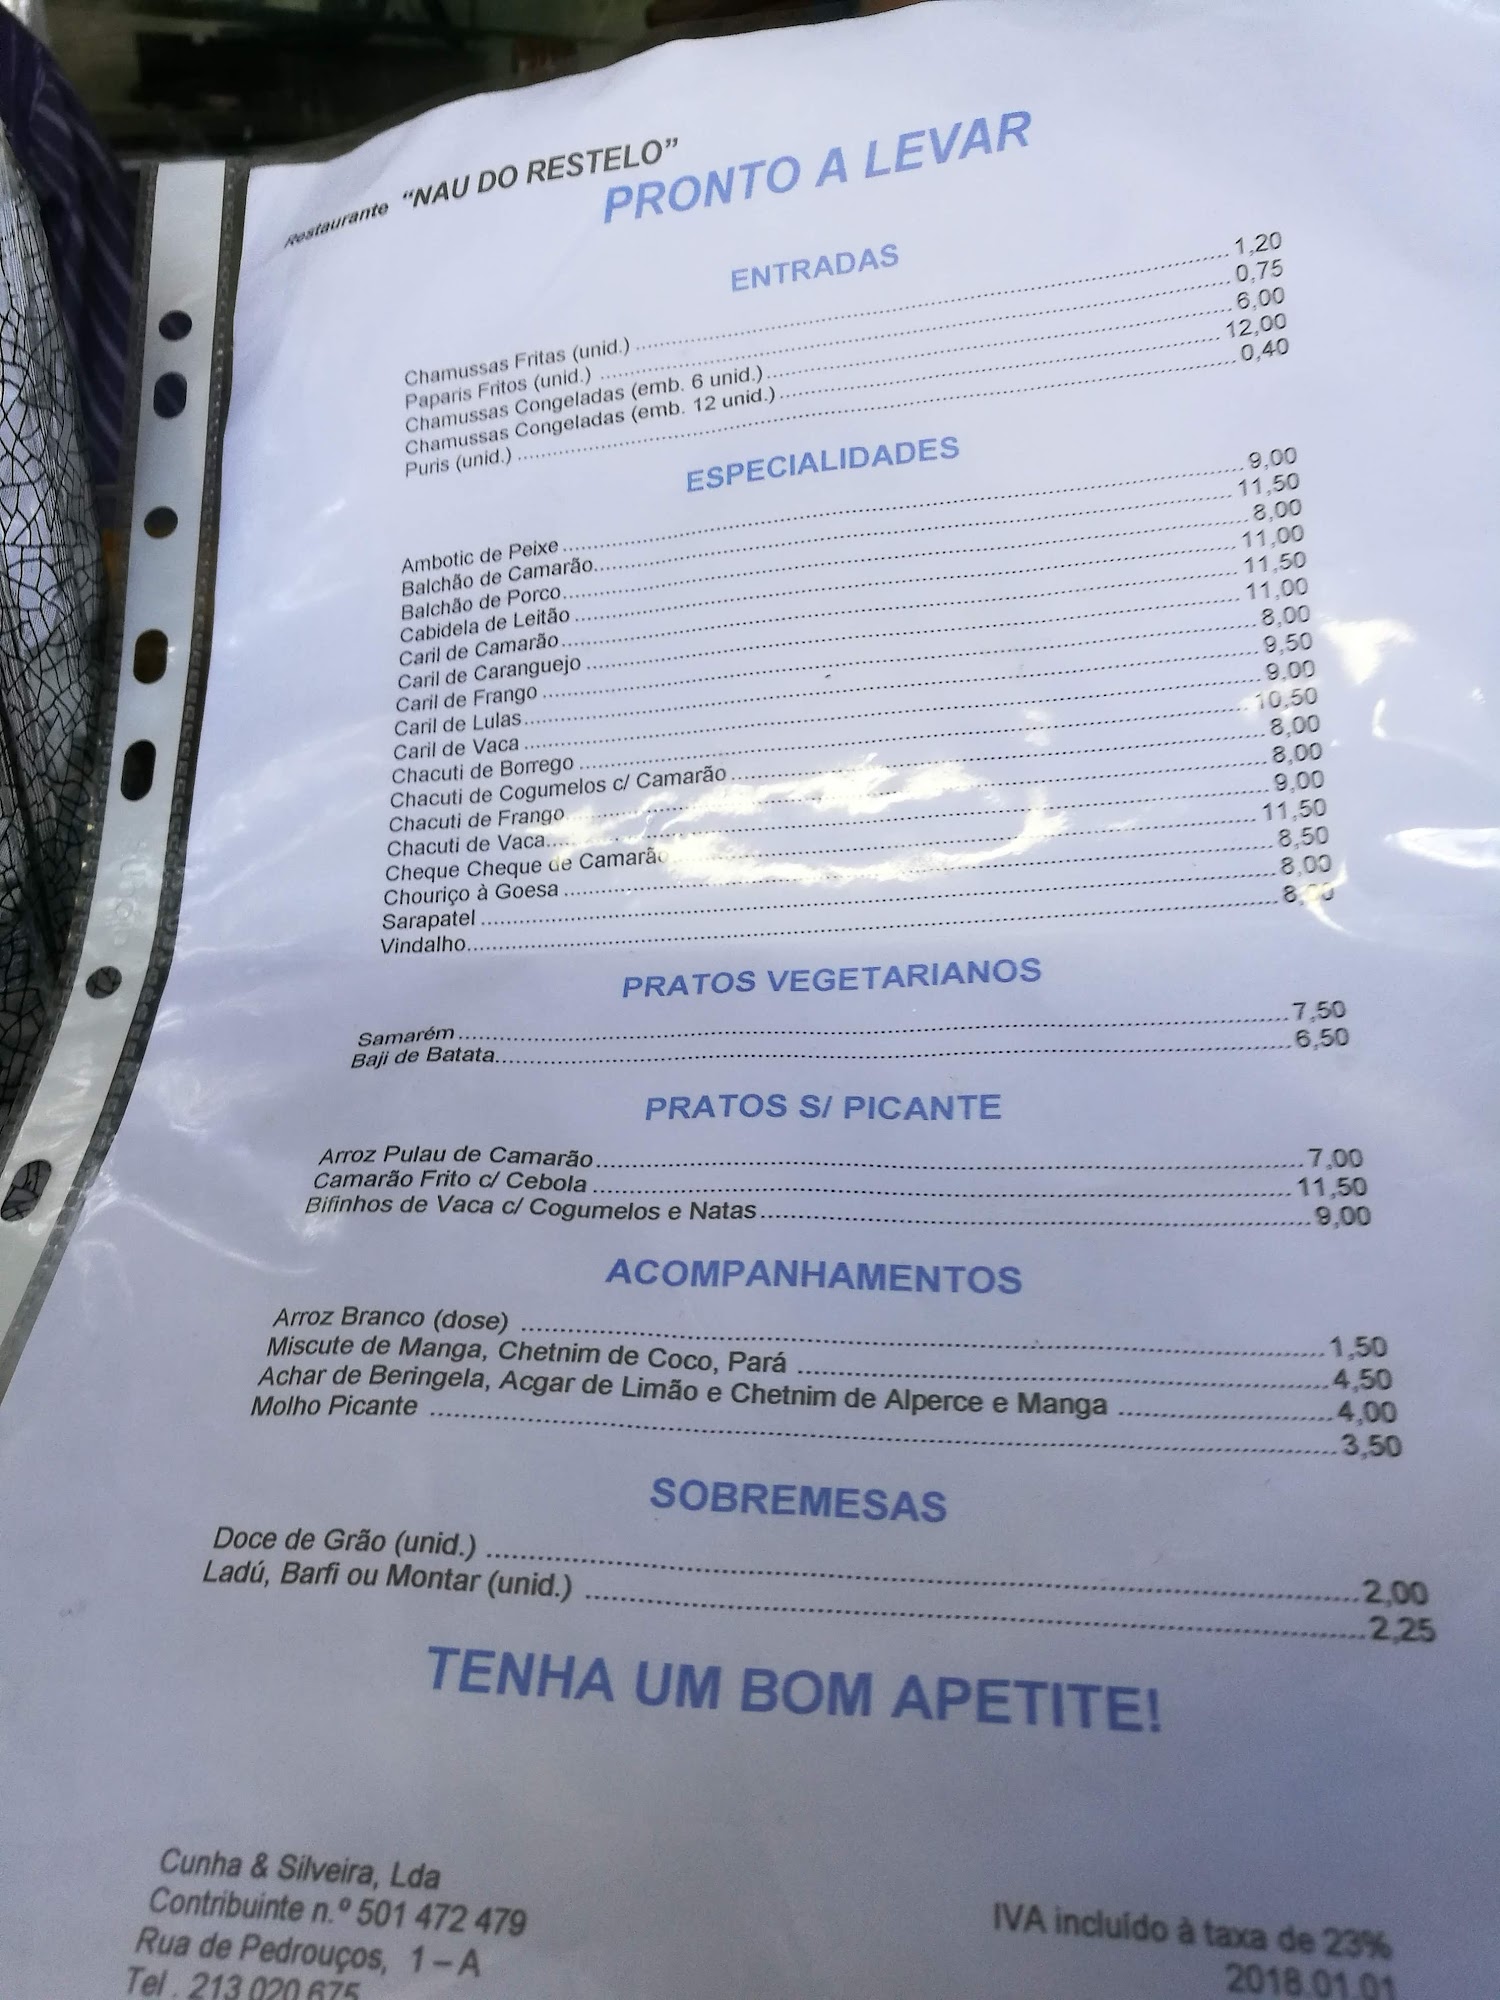 Restaurante "NAU DO RESTELO"
PRONTO A LEVAR
ENTRADAS
Chamussas Fritas (unid.) ........ 1,20
Paparis Fritos (unid.) ........ 0,75
Chamussas Congeladas (emb. 6 unid.) ........ 6,00
Chamussas Congeladas (emb. 12 unid.) ........ 12,00
Puris (unid.) ........ 0,40
ESPECIALIDADES
Ambotic de Peixe ........ 9,00
Balchão de Camarão ........ 11,50
Balchão de Porco ........ 8,00
Cabidela de Leitão ........ 11,00
Caril de Camarão ........ 11,50
Caril de Caranguejo ........ 11,00
Caril de Frango ........ 8,00
Caril de Lulas ........ 9,50
Caril de Vaca ........ 9,00
Chacuti de Borrego ........ 10,50
Chacuti de Cogumelos c/ Camarão ........ 8,00
Chacuti de Frango ........ 8,00
Chacuti de Vaca ........ 9,00
Cheque Cheque de Camarão ........ 11,50
Chouriço à Goesa ........ 8,50
Sarapatel ........ 8,00
Vindalho ........
PRATOS VEGETARIANOS
Samarém ........ 7,50
Baji de Batata ........ 6,50
PRATOS S/ PICANTE
Arroz Pulau de Camarão ........ 7,00
Camarão Frito c/ Cebola ........ 11,50
Bifinhos de Vaca c/ Cogumelos e Natas ........ 9,00
ACOMPANHAMENTOS
Arroz Branco (dose) ........ 1,50
Miscute de Manga, Chetnim de Coco, Pará ........ 4,50
Achar de Beringela, Acgar de Limão e Chetnim de Alperce e Manga ........ 4,00
Molho Picante ........ 3,50
SOBREMESAS
Doce de Grão (unid.) ........ 2,00
Ladú, Barfi ou Montar (unid.) ........ 2,25
TENHA UM BOM APETITE!
Cunha & Silveira, Lda
Contribuinte n.º 501 472 479
Rua de Pedrouços, 1 – A
Tel . 213 020 675
IVA incluído à taxa de 23%
2018.01.01